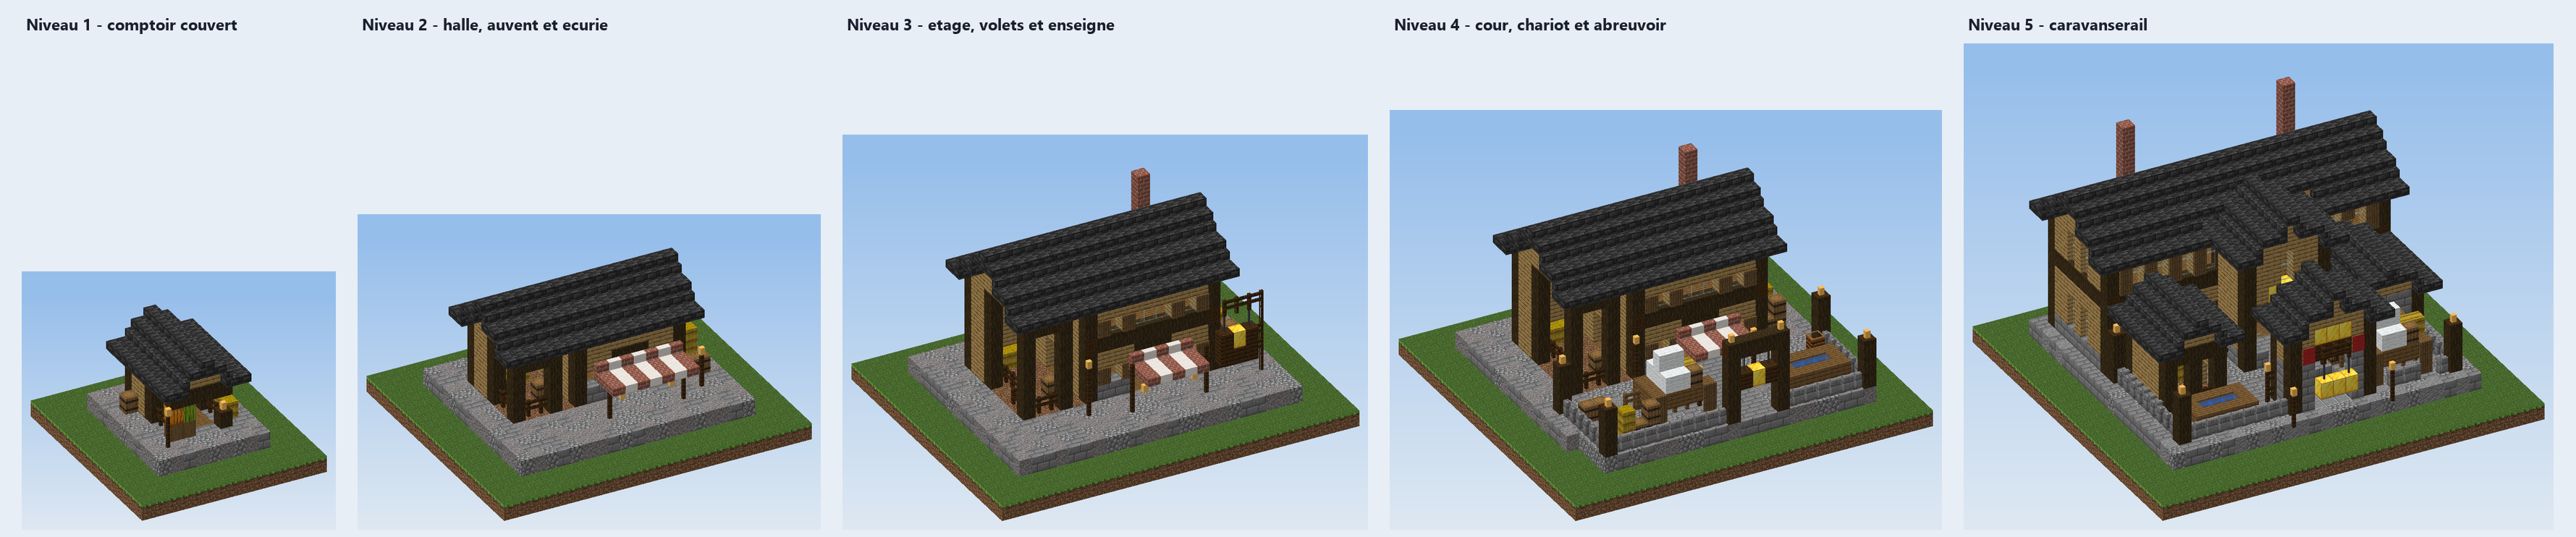 Niveau 1 - comptoir couvert
Niveau 2 - halle, auvent et ecurie
Niveau 3 - etage, volets et enseigne
Niveau 4 - cour, chariot et abreuvoir
Niveau 5 - caravanserail